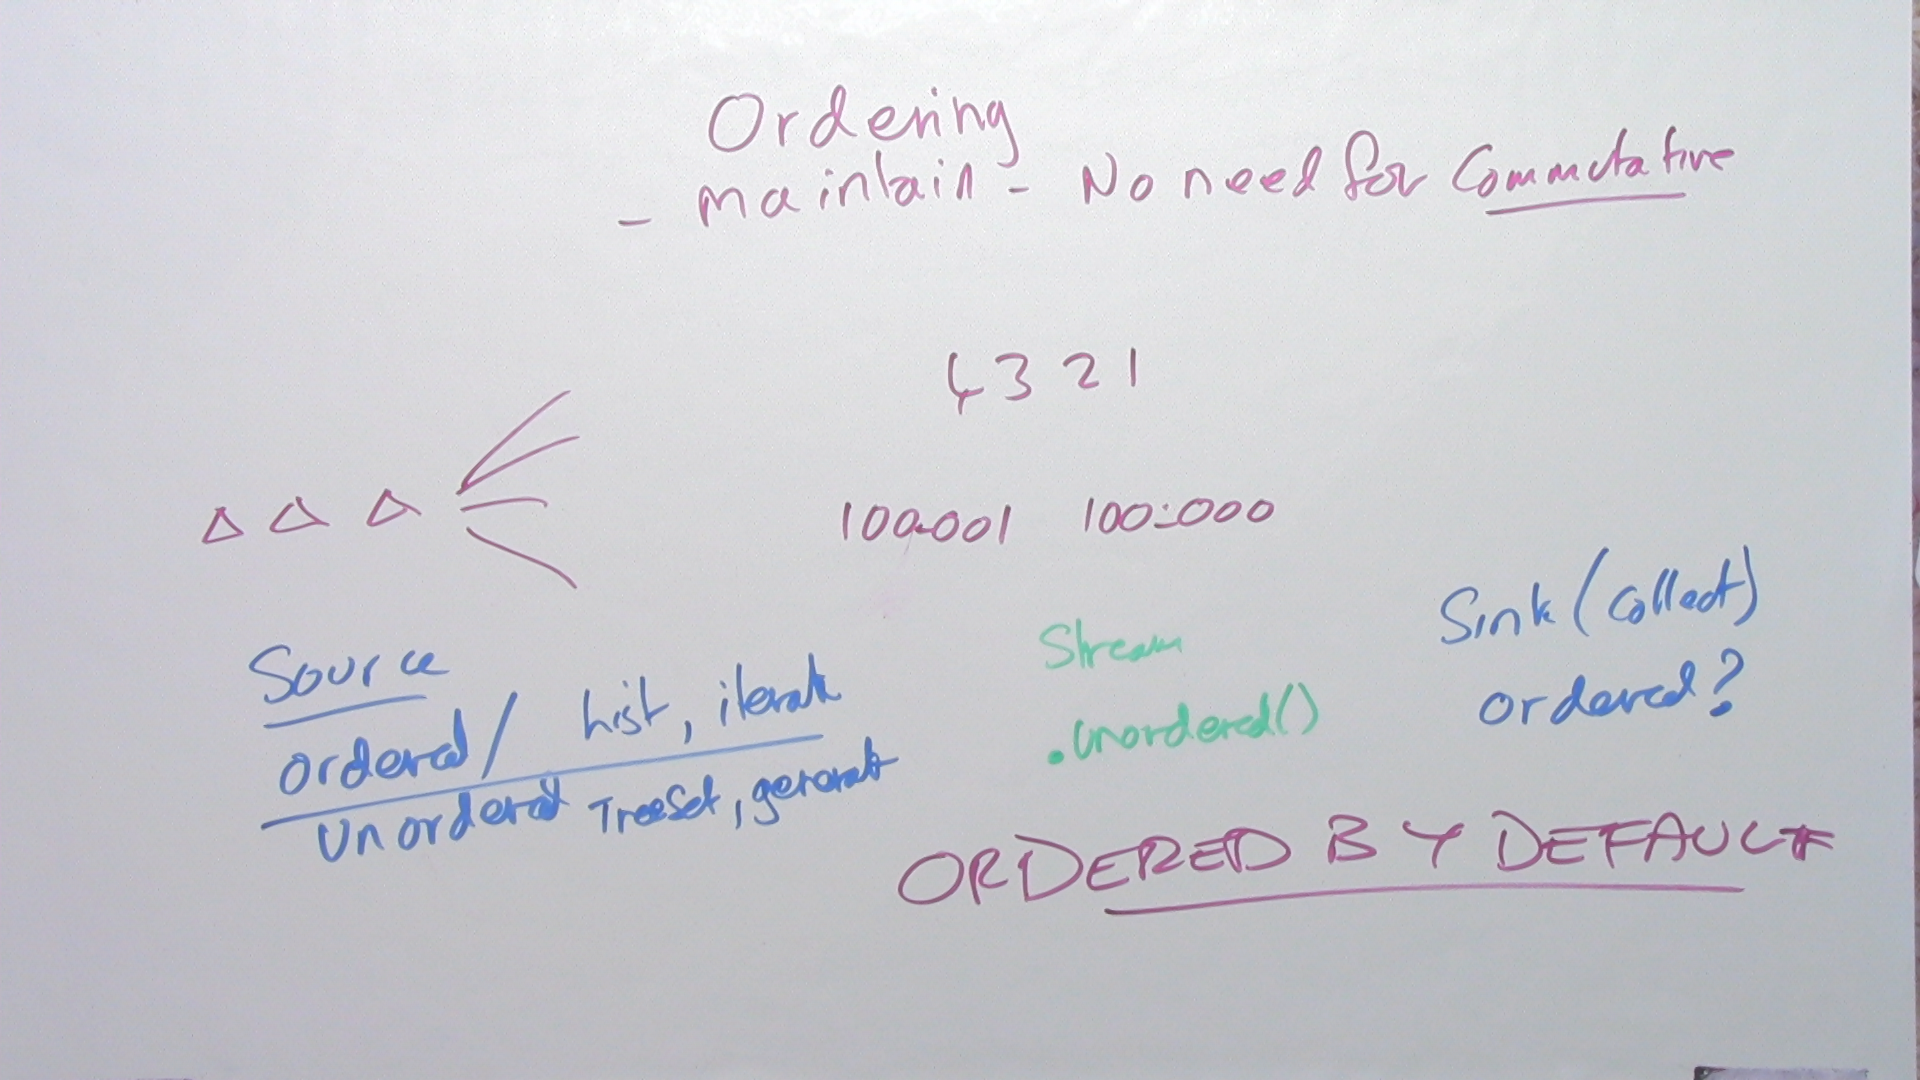 Ordering
- maintain - No need for Commutative
4 3 2 1
100,001 100,000
Source
ordered / List, iterate
unordered TreeSet, generate
Stream
.unordered()
Sink (collect)
ordered?
ORDERED BY DEFAULT